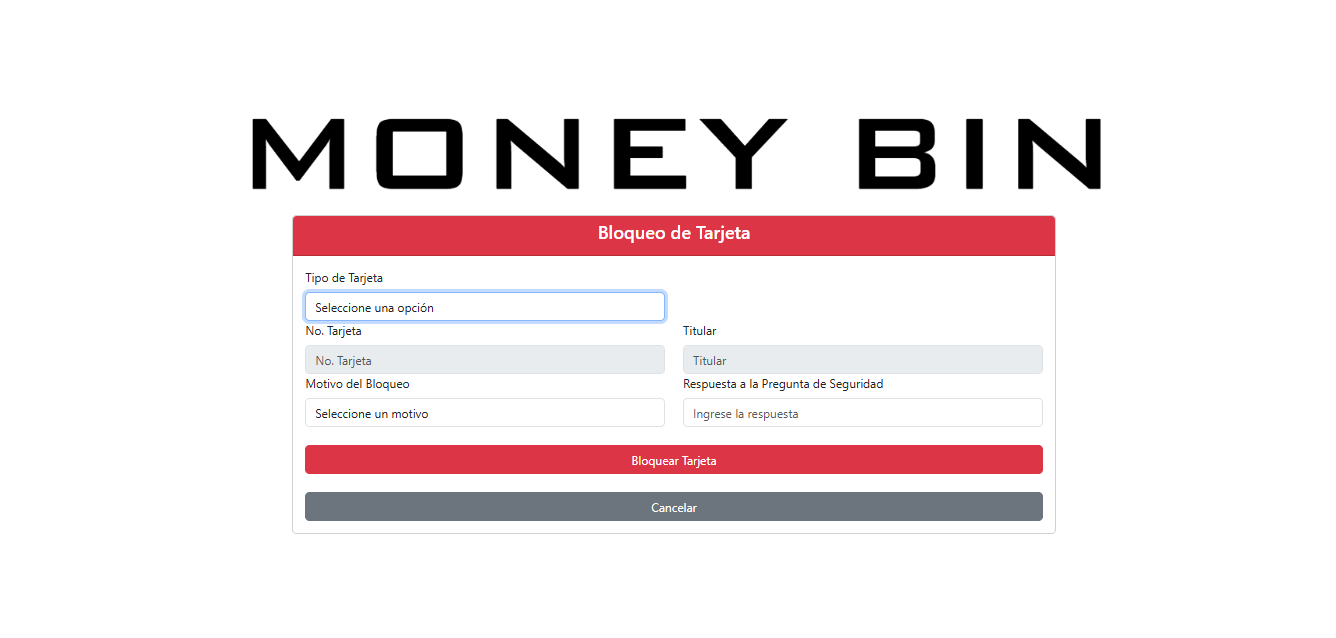 MONEY BIN
Bloqueo de Tarjeta
Tipo de Tarjeta
Seleccione una opción
No. Tarjeta
Titular
No. Tarjeta
Titular
Motivo del Bloqueo
Respuesta a la Pregunta de Seguridad
Seleccione un motivo
Ingrese la respuesta
Bloquear Tarjeta
Cancelar